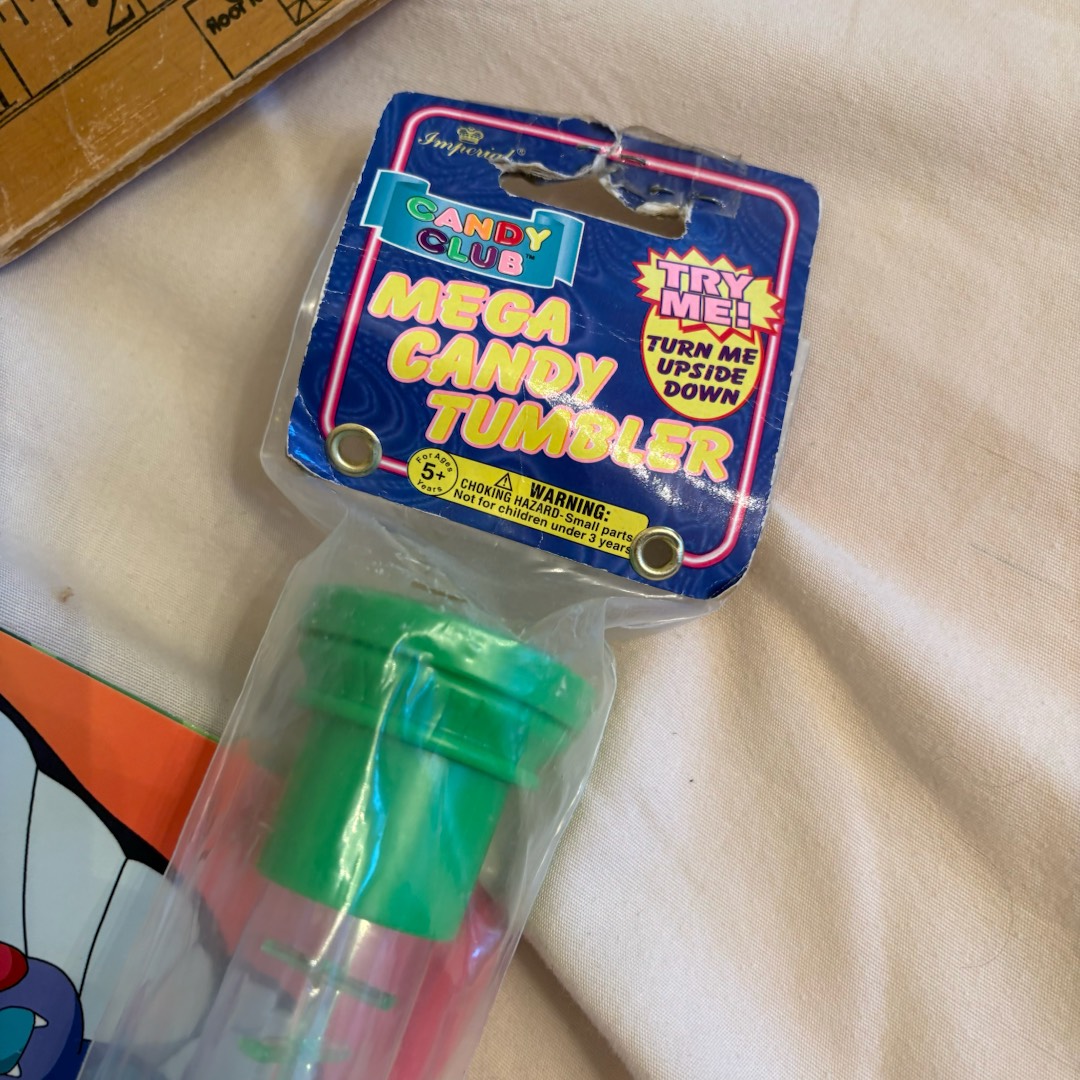 Imperial®
CANDY
CLUB™
MEGA
CANDY
TUMBLER
TRY
ME!
TURN ME
UPSIDE
DOWN
For Ages
5+
Years
WARNING:
CHOKING HAZARD-Small parts
Not for children under 3 years